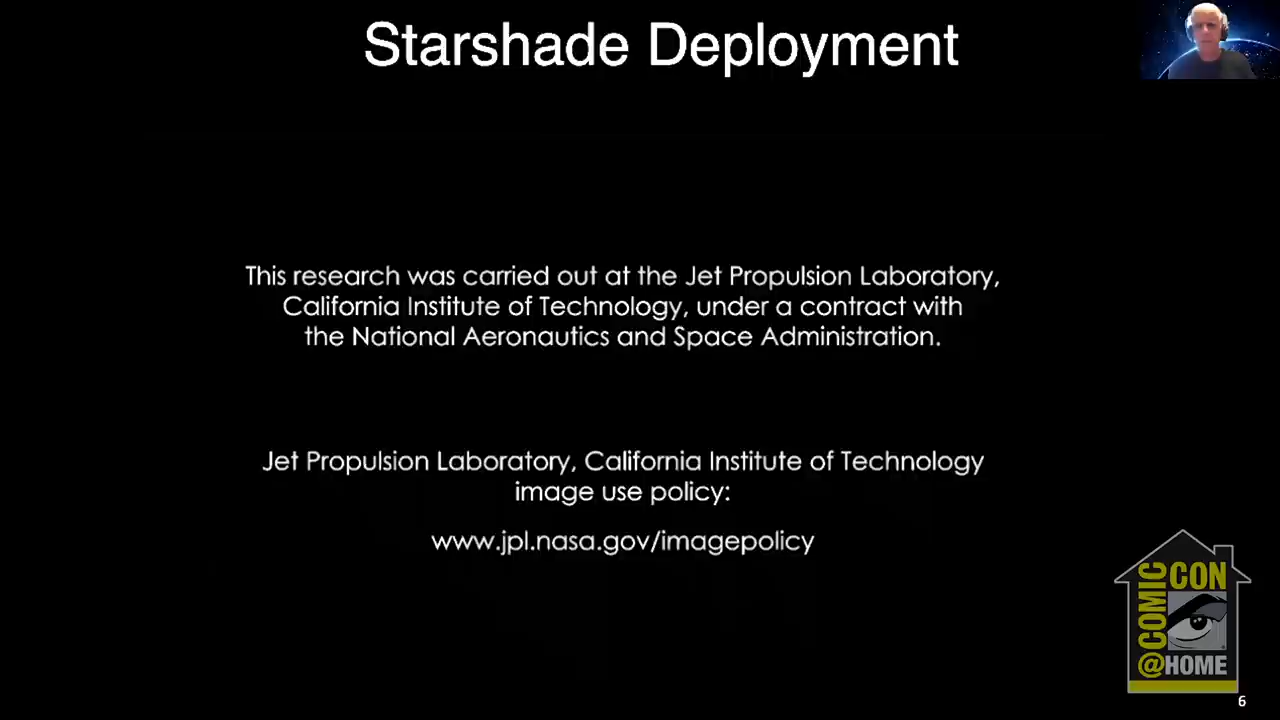 Starshade Deployment
This research was carried out at the Jet Propulsion Laboratory,
California Institute of Technology, under a contract with
the National Aeronautics and Space Administration.
Jet Propulsion Laboratory, California Institute of Technology
image use policy:
www.jpl.nasa.gov/imagepolicy
COMIC
CON
@HOME
6